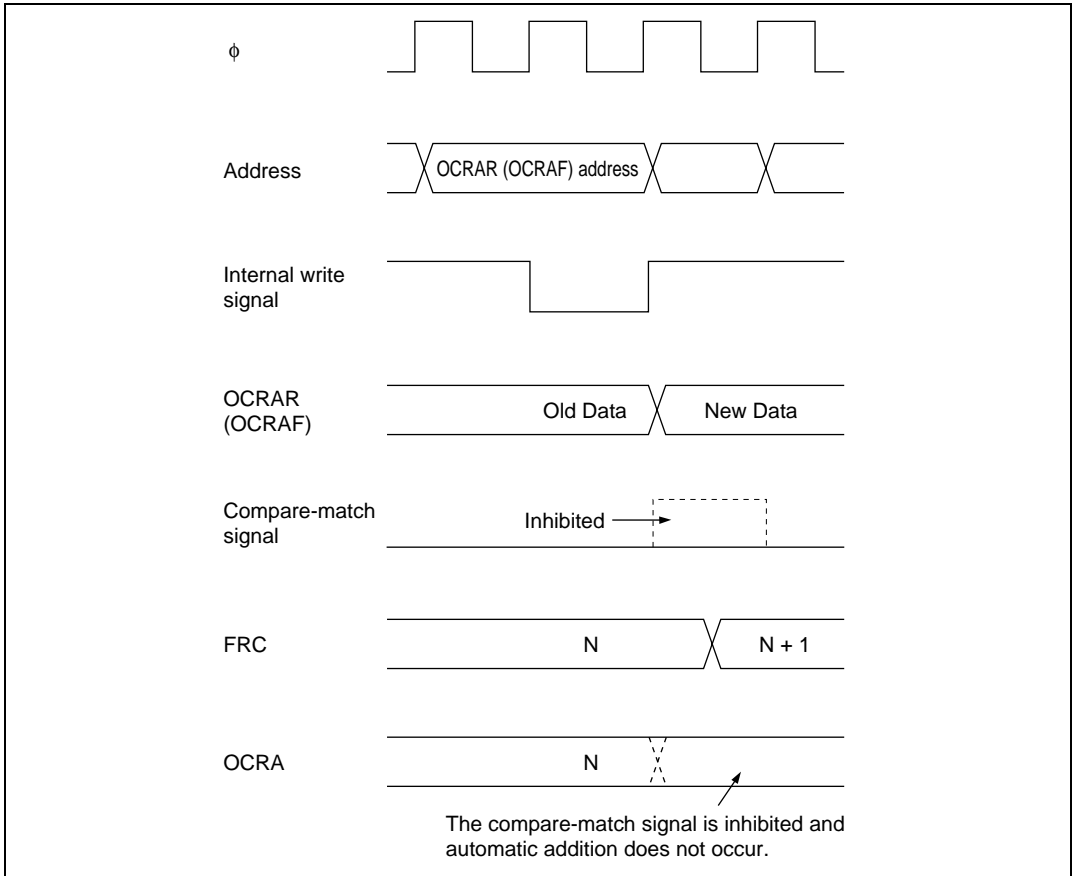 φ
Address
OCRAR (OCRAF) address
Internal write
signal
OCRAR
(OCRAF)
Old Data
New Data
Compare-match
signal
Inhibited
FRC
N
N + 1
OCRA
N
The compare-match signal is inhibited and
automatic addition does not occur.